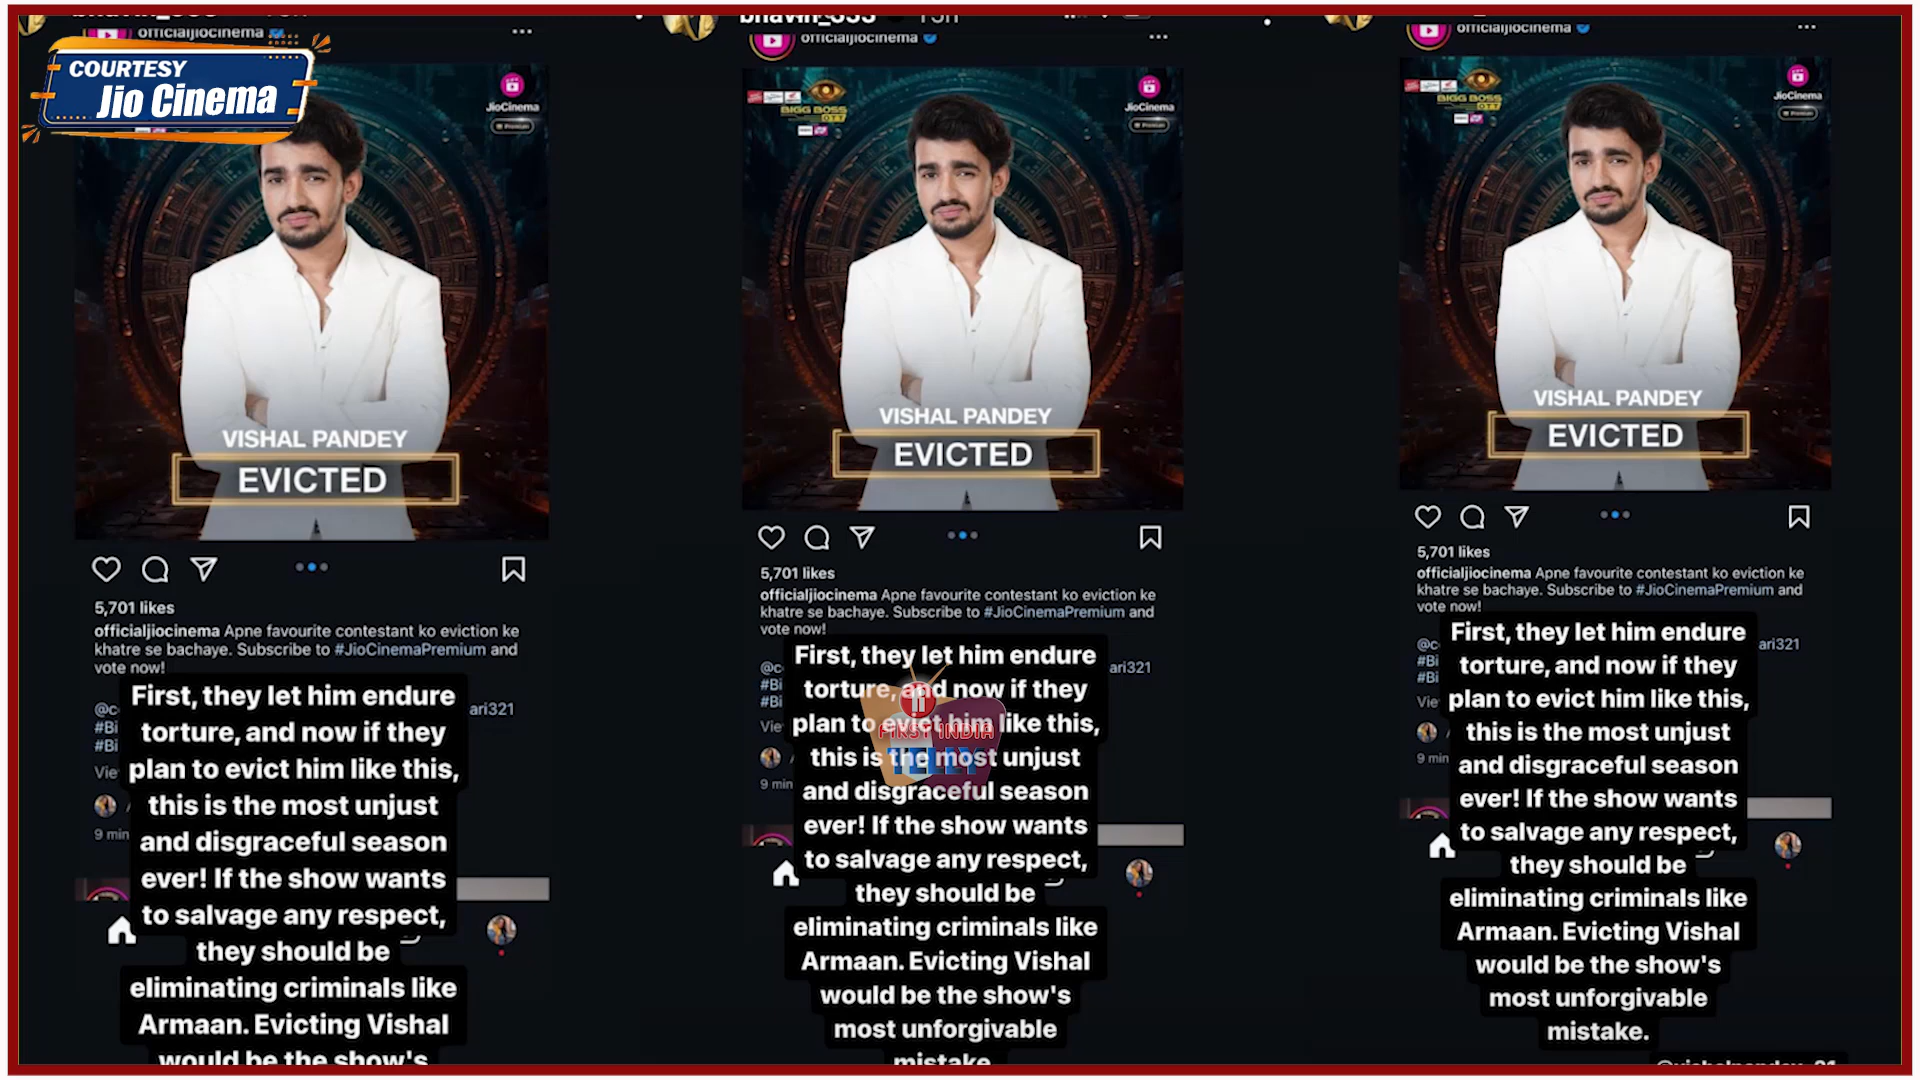 COURTESY
Jio Cinema
officialjiocinema
JioCinema
Premium
VISHAL PANDEY
EVICTED
5,701 likes
officialjiocinema Apne favourite contestant ko eviction ke
khatre se bachaye. Subscribe to #JioCinemaPremium and
vote now!
@c
ari321
#Bi
#Bi
Vie
9 min
First, they let him endure
torture, and now if they
plan to evict him like this,
this is the most unjust
and disgraceful season
ever! If the show wants
to salvage any respect,
they should be
eliminating criminals like
Armaan. Evicting Vishal
would be the show's
bhavin_333 15h
officialjiocinema
BIGG BOSS
OTT
JioCinema
Premium
VISHAL PANDEY
EVICTED
5,701 likes
officialjiocinema Apne favourite contestant ko eviction ke
khatre se bachaye. Subscribe to #JioCinemaPremium and
vote now!
@c
ari321
#Bi
#Bi
Vie
9 min
First, they let him endure
torture, and now if they
plan to evict him like this,
this is the most unjust
and disgraceful season
ever! If the show wants
to salvage any respect,
they should be
eliminating criminals like
Armaan. Evicting Vishal
would be the show's
most unforgivable
mistake.
FIRST INDIA
TELLY
officialjiocinema
BIGG BOSS
OTT
JioCinema
Premium
VISHAL PANDEY
EVICTED
5,701 likes
officialjiocinema Apne favourite contestant ko eviction ke
khatre se bachaye. Subscribe to #JioCinemaPremium and
vote now!
@c
ari321
#Bi
#Bi
Vie
9 min
First, they let him endure
torture, and now if they
plan to evict him like this,
this is the most unjust
and disgraceful season
ever! If the show wants
to salvage any respect,
they should be
eliminating criminals like
Armaan. Evicting Vishal
would be the show's
most unforgivable
mistake.